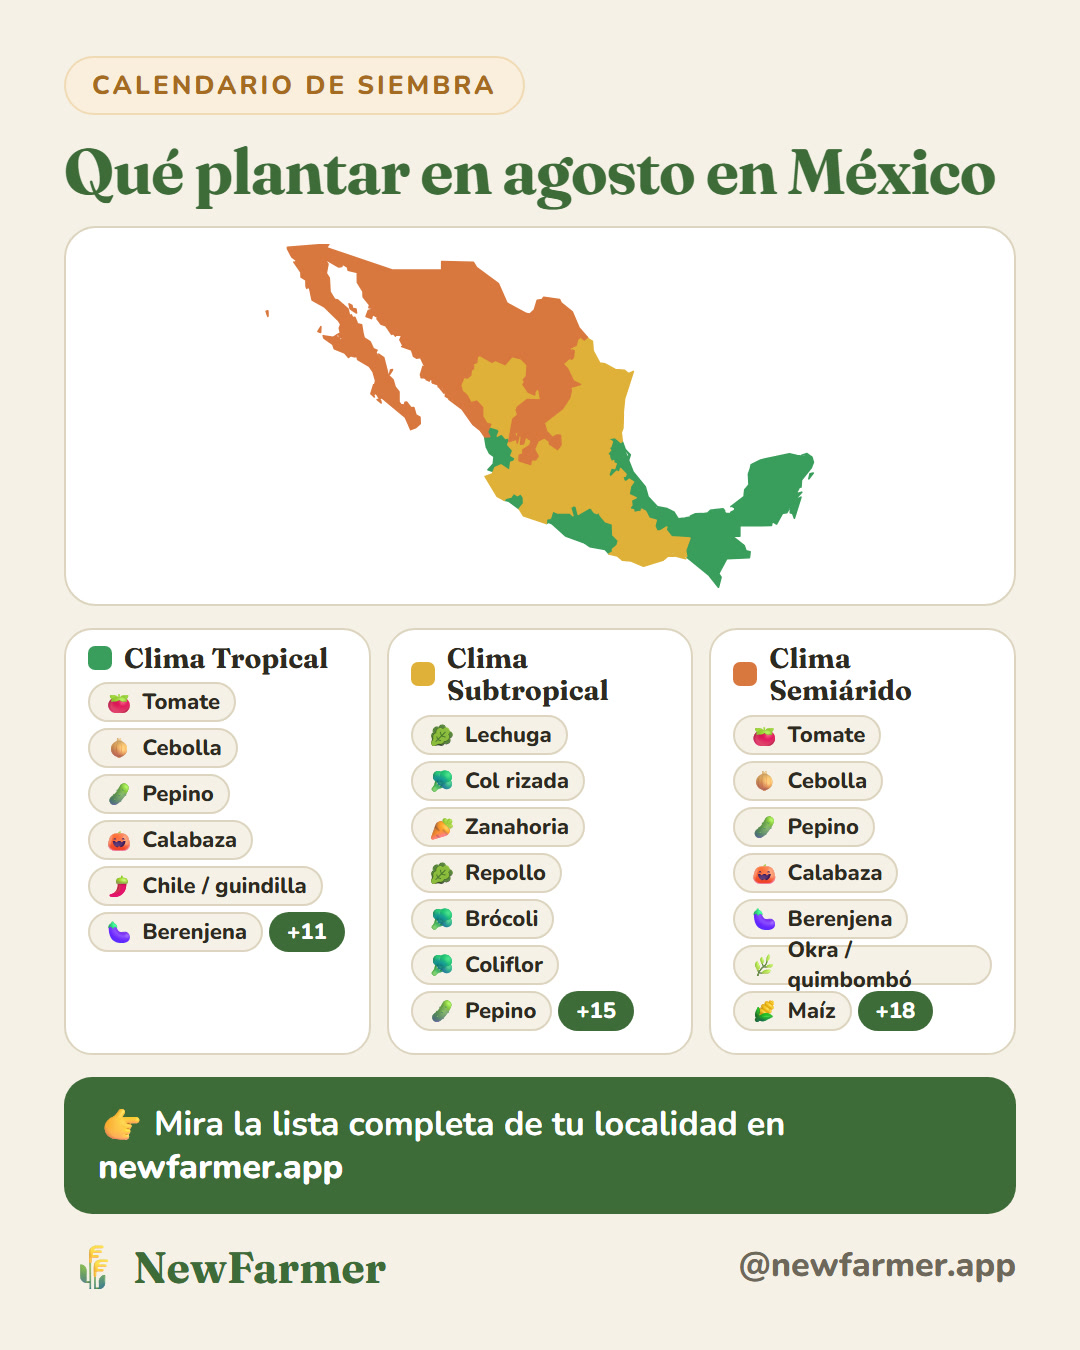 CALENDARIO DE SIEMBRA
Qué plantar en agosto en México
Clima Tropical
Tomate
Cebolla
Pepino
Calabaza
Chile / guindilla
Berenjena +11
Clima
Subtropical
Lechuga
Col rizada
Zanahoria
Repollo
Brócoli
Coliflor
Pepino +15
Clima
Semiárido
Tomate
Cebolla
Pepino
Calabaza
Berenjena
Okra /
quimbombó
Maíz +18
👉 Mira la lista completa de tu localidad en
newfarmer.app
NewFarmer
@newfarmer.app